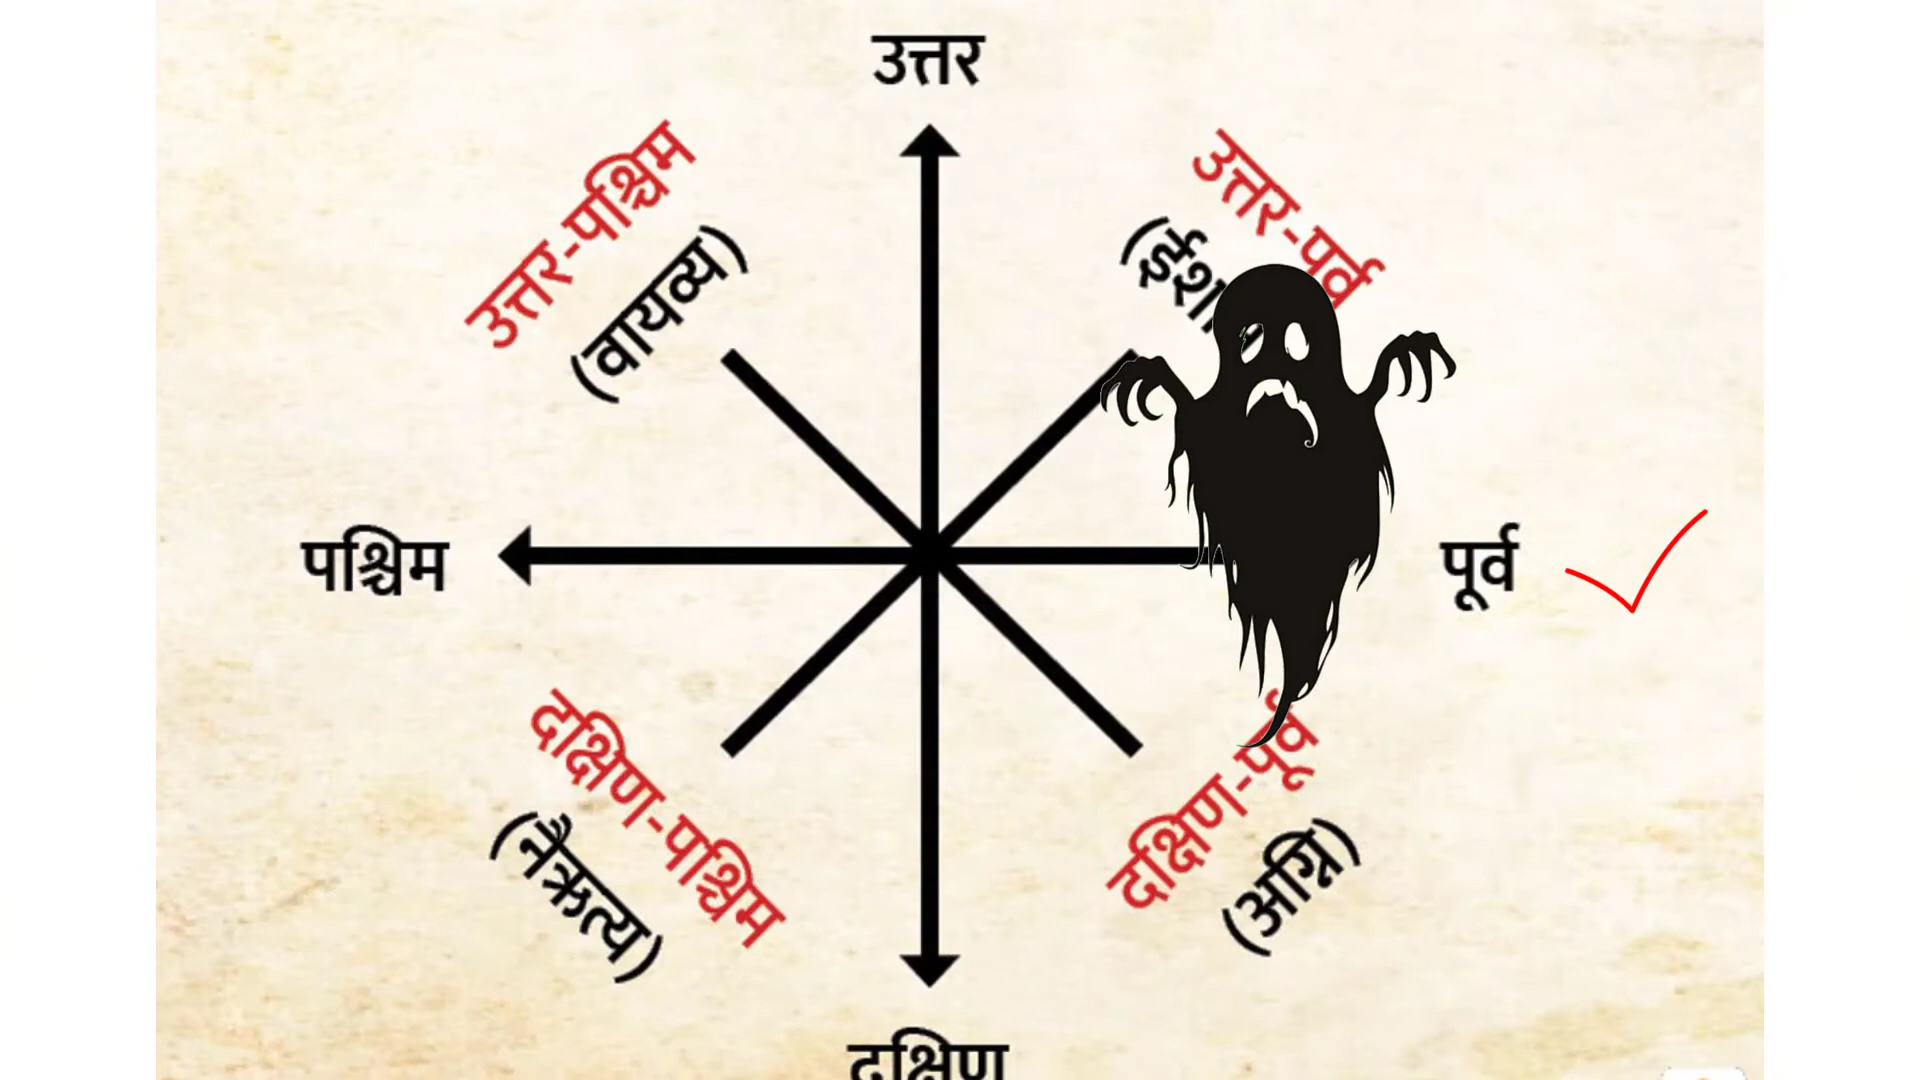 उत्तर
उत्तर-पश्चिम
(वायव्य)
उत्तर-पूर्व
पश्चिम
पूर्व
दक्षिण-पश्चिम
(नैऋत्य)
दक्षिण-पूर्व
(अग्नि)
दक्षिण